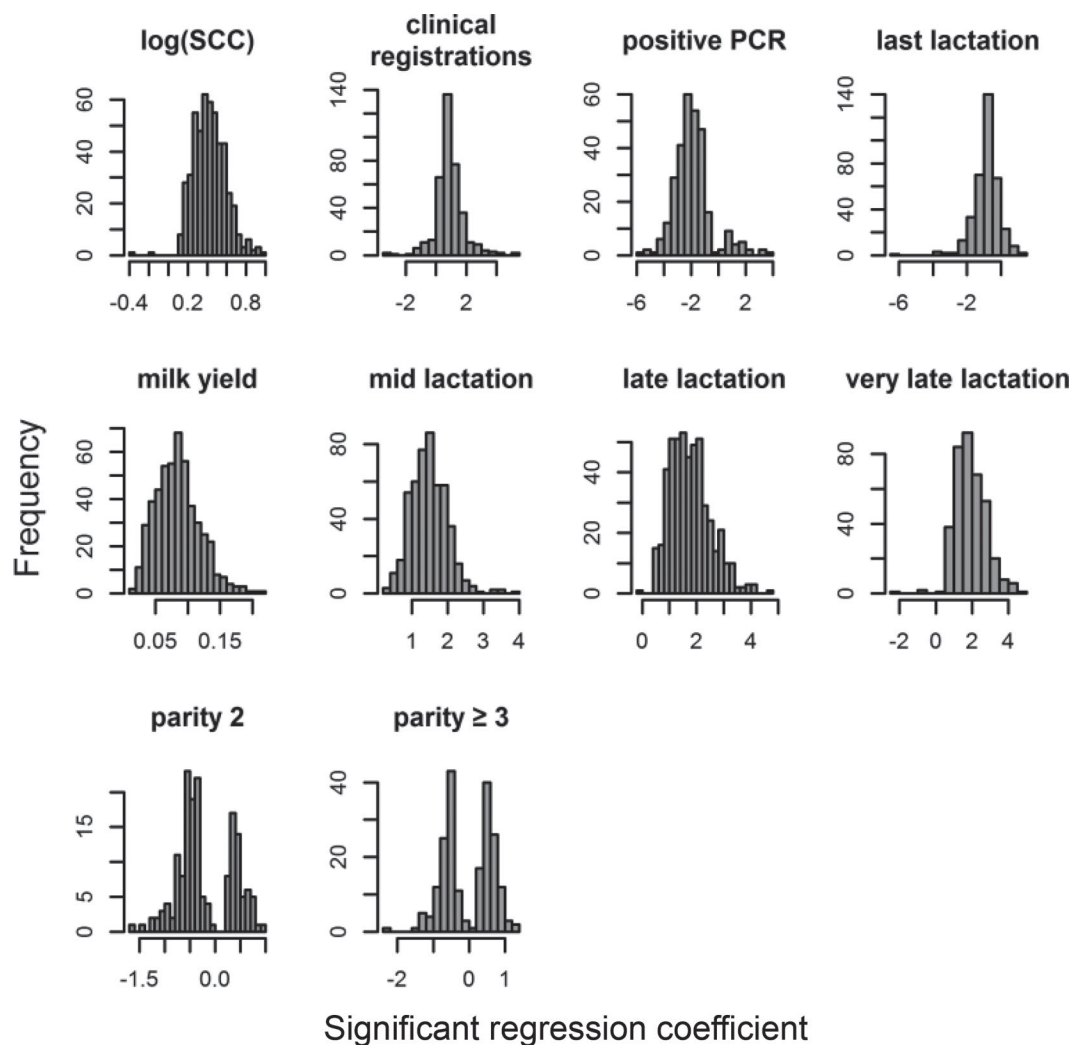 log(SCC)
clinical
registrations
positive PCR
last lactation
60
40
20
0
-0.4 0.2 0.8
140
80
40
0
-2 2
60
40
20
0
-6 -2 2
140
80
40
0
-6 -2
milk yield
mid lactation
late lactation
very late lactation
Frequency
60
40
20
0
0.05 0.15
80
40
0
1 2 3 4
40
20
0
0 2 4
80
40
0
-2 0 2 4
parity 2
parity ≥ 3
15
5
0
-1.5 0.0
40
20
0
-2 0 1
Significant regression coefficient